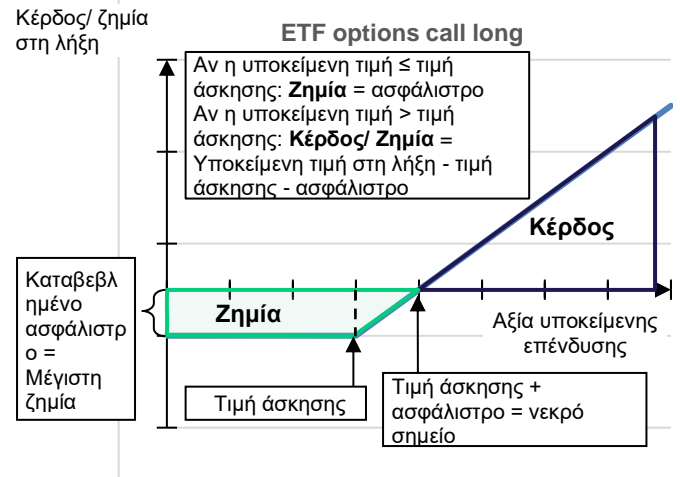 Κέρδος/ ζημία
στη λήξη
ETF options call long
Αν η υποκείμενη τιμή ≤ τιμή
άσκησης: Ζημία = ασφάλιστρο
Αν η υποκείμενη τιμή > τιμή
άσκησης: Κέρδος/ Ζημία =
Υποκείμενη τιμή στη λήξη - τιμή
άσκησης - ασφάλιστρο
Κέρδος
Καταβεβλ
ημένο
ασφάλιστρ
ο =
Μέγιστη
ζημία
Ζημία
Αξία υποκείμενης
επένδυσης
Τιμή άσκησης
Τιμή άσκησης +
ασφάλιστρο = νεκρό
σημείο